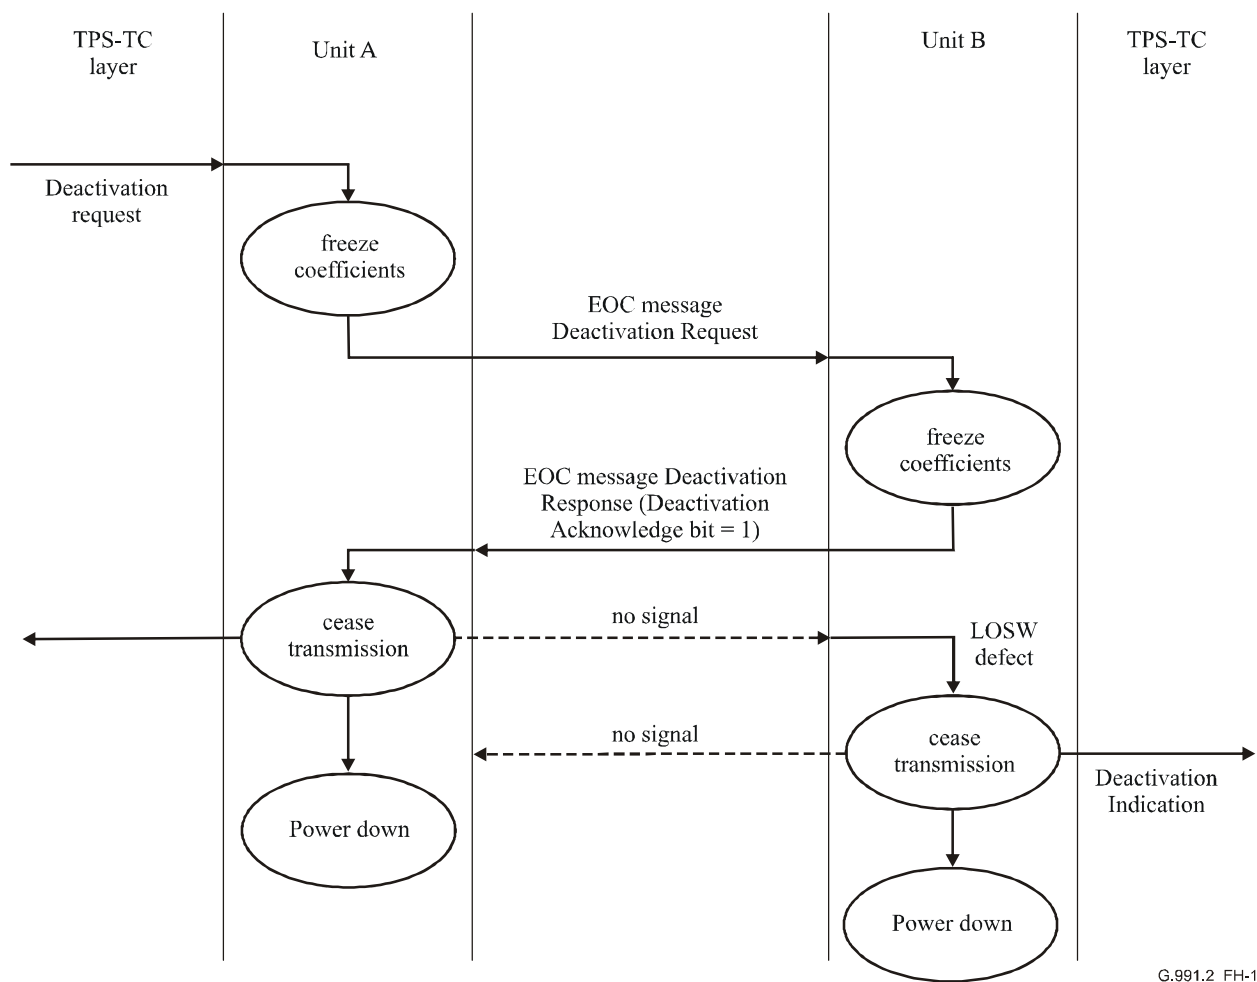 TPS-TC
layer
Unit A
Unit B
TPS-TC
layer
Deactivation
request
freeze
coefficients
EOC message
Deactivation Request
freeze
coefficients
EOC message Deactivation
Response (Deactivation
Acknowledge bit = 1)
cease
transmission
no signal
LOSW
defect
no signal
cease
transmission
Deactivation
Indication
Power down
Power down
G.991.2 FH-1